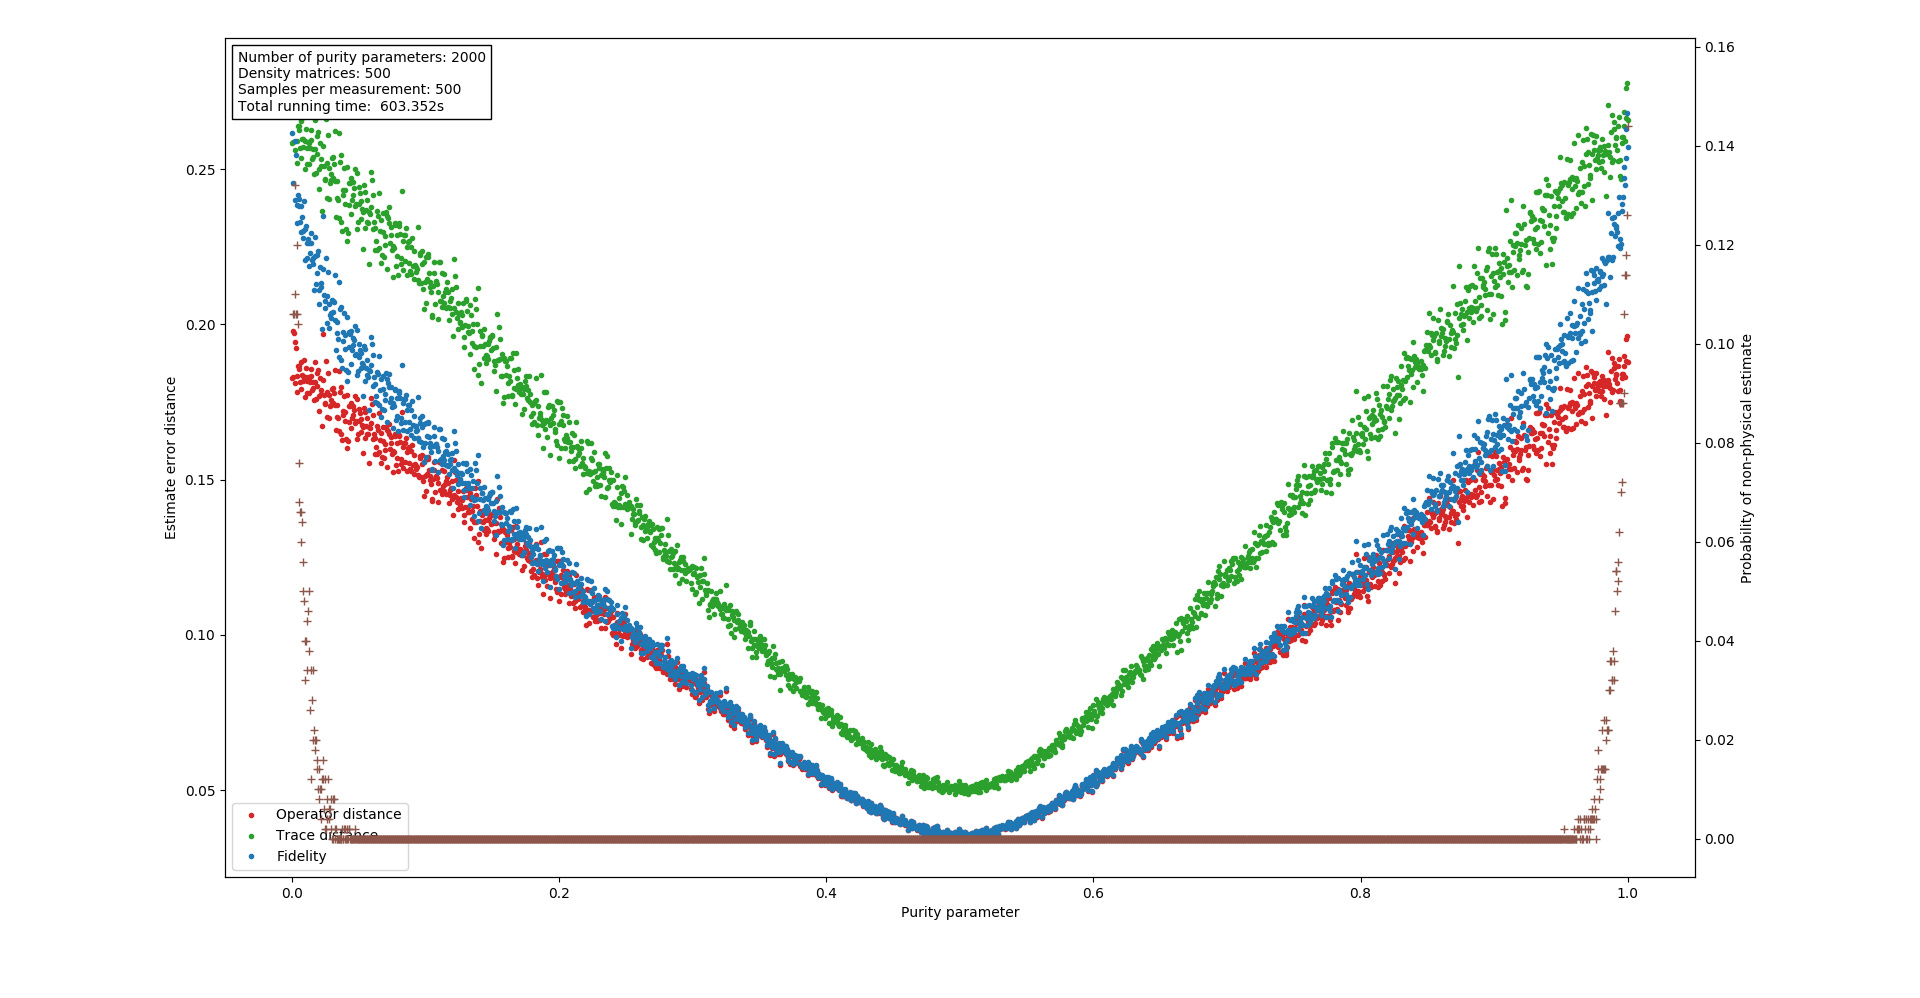 Number of purity parameters: 2000
Density matrices: 500
Samples per measurement: 500
Total running time:  603.352s
0.25
0.20
0.15
0.10
0.05
Estimate error distance
0.16
0.14
0.12
0.10
0.08
0.06
0.04
0.02
0.00
Probability of non-physical estimate
Operator distance
Trace distance
Fidelity
0.0
0.2
0.4
0.6
0.8
1.0
Purity parameter